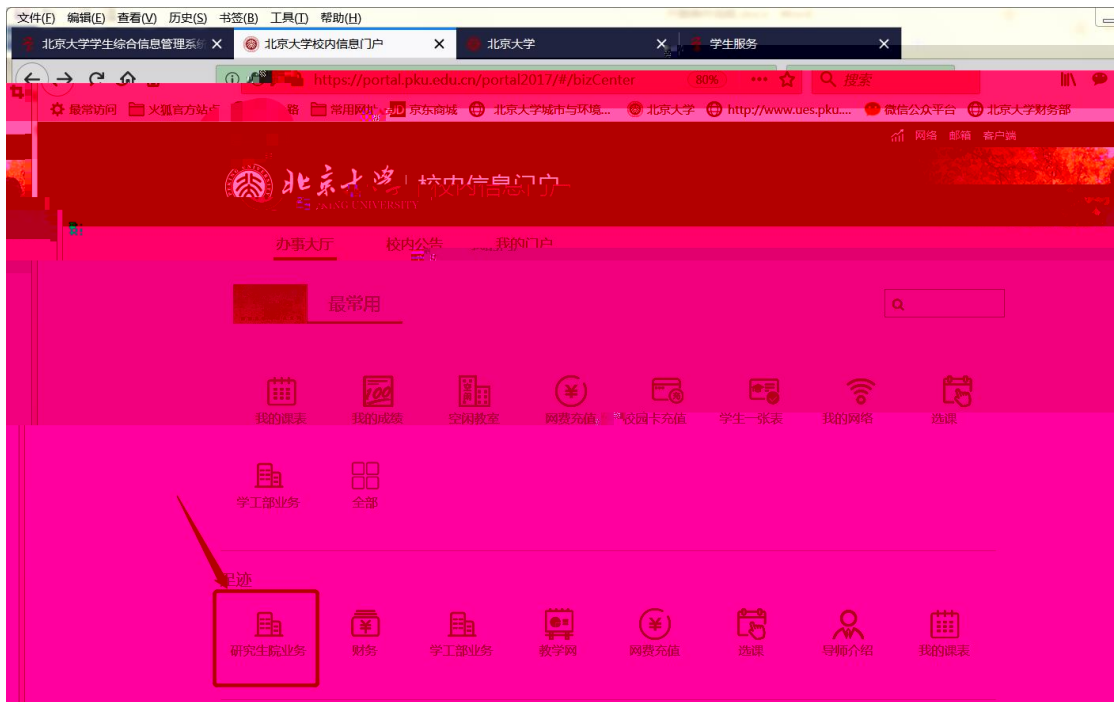 文件(F) 编辑(E) 查看(V) 历史(S) 书签(B) 工具(T) 帮助(H)
北京大学学生综合信息管理系统 北京大学校内信息门户 北京大学 学生服务
https://portal.pku.edu.cn/portal2017/#/bizCenter 80% 搜索
最常访问 火狐官方站点 常用网址 JD 京东商城 北京大学城市与环境... 北京大学 http://www.ues.pku.... 微信公众平台 北京大学财务部
网络 邮箱 客户端
北京大学 校内信息门户
办事大厅 校内公告 我的门户
最常用
我的课表 我的成绩 空闲教室 网费充值 校园卡充值 学生一张表 我的网络 选课
学工部业务 全部
足迹
研究生院业务 财务 学工部业务 教学网 网费充值 选课 导师介绍 我的课表